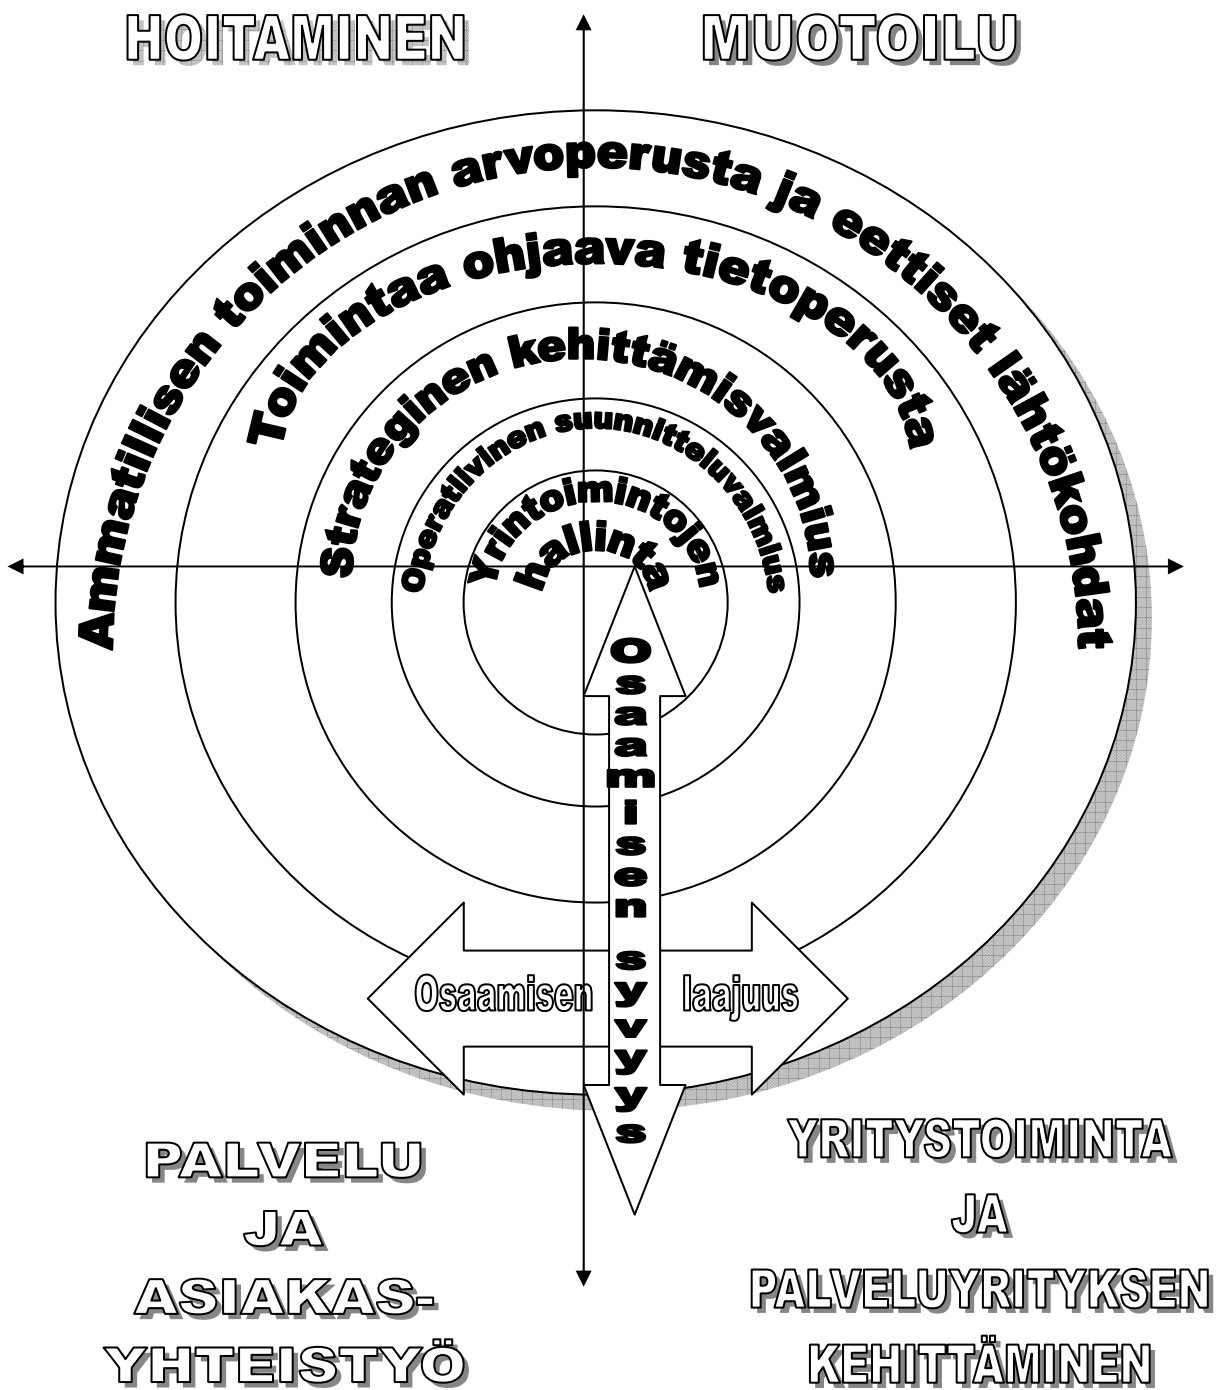 HOITAMINEN
MUOTOILU
Ammatillisen toiminnan arvoperusta ja eettiset lähtökohdat
Toimintaa ohjaava tietoperusta
Strateginen kehittämisvalmius
Operatiivinen suunnitteluvalmius
Yrintoimintojen
hallinta
Osaamisen syvyys
Osaamisen laajuus
PALVELU
JA
ASIAKAS-
YHTEISTYÖ
YRITYSTOIMINTA
JA
PALVELUYRITYKSEN
KEHITTÄMINEN